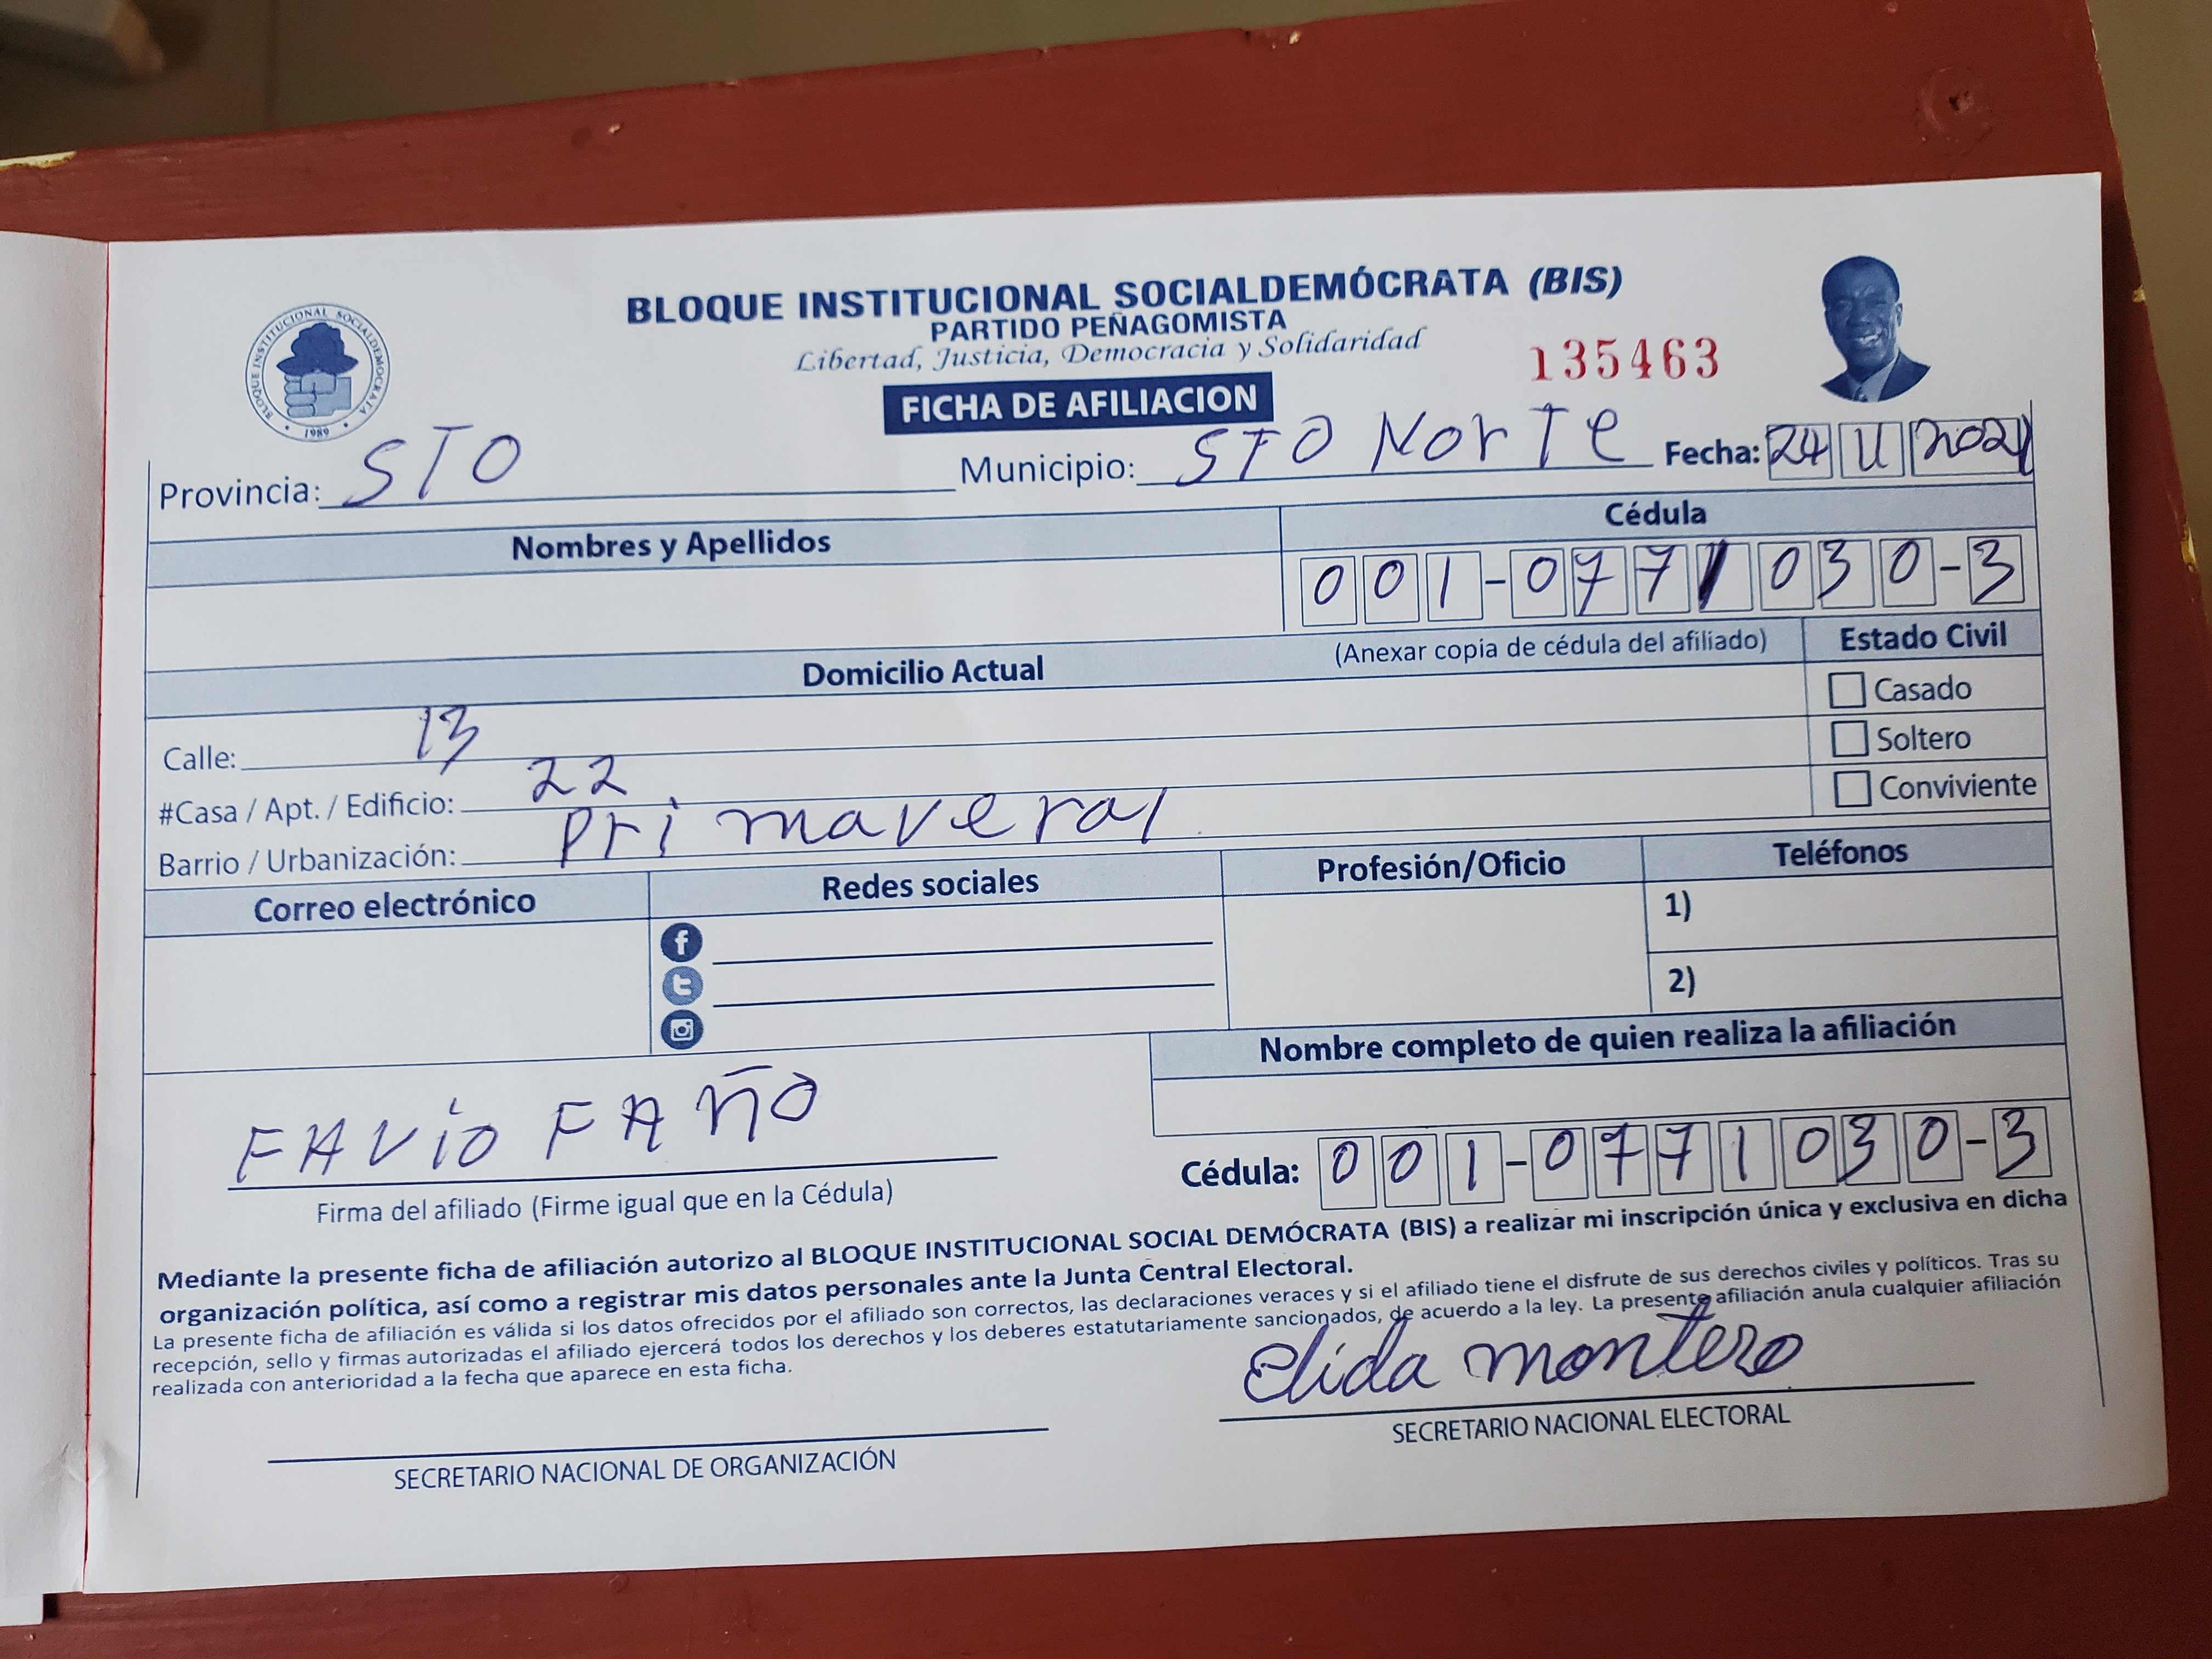 BLOQUE INSTITUCIONAL SOCIALDEMÓCRATA (BIS)
PARTIDO PEÑAGOMISTA
Libertad, Justicia, Democracia y Solidaridad
135463
BLOQUE INSTITUCIONAL SOCIALDEMOCRATA
1989
FICHA DE AFILIACION
Provincia: STO Municipio: STO NorTe Fecha: 24 11 2021
Nombres y Apellidos Cédula
001-0771030-3
Domicilio Actual (Anexar copia de cédula del afiliado) Estado Civil
Casado
Calle: 13 Soltero
#Casa / Apt. / Edificio: 22 Conviviente
Barrio / Urbanización: Primaveral
Correo electrónico Redes sociales Profesión/Oficio Teléfonos
1)
2)
Nombre completo de quien realiza la afiliación
FAViO FAÑO
Cédula: 001-0771030-3
Firma del afiliado (Firme igual que en la Cédula)
Mediante la presente ficha de afiliación autorizo al BLOQUE INSTITUCIONAL SOCIAL DEMÓCRATA (BIS) a realizar mi inscripción única y exclusiva en dicha
organización política, así como a registrar mis datos personales ante la Junta Central Electoral.
La presente ficha de afiliación es válida si los datos ofrecidos por el afiliado son correctos, las declaraciones veraces y si el afiliado tiene el disfrute de sus derechos civiles y políticos. Tras su
recepción, sello y firmas autorizadas el afiliado ejercerá todos los derechos y los deberes estatutariamente sancionados, de acuerdo a la ley. La presente afiliación anula cualquier afiliación
realizada con anterioridad a la fecha que aparece en esta ficha.
Elida montero
SECRETARIO NACIONAL DE ORGANIZACIÓN SECRETARIO NACIONAL ELECTORAL